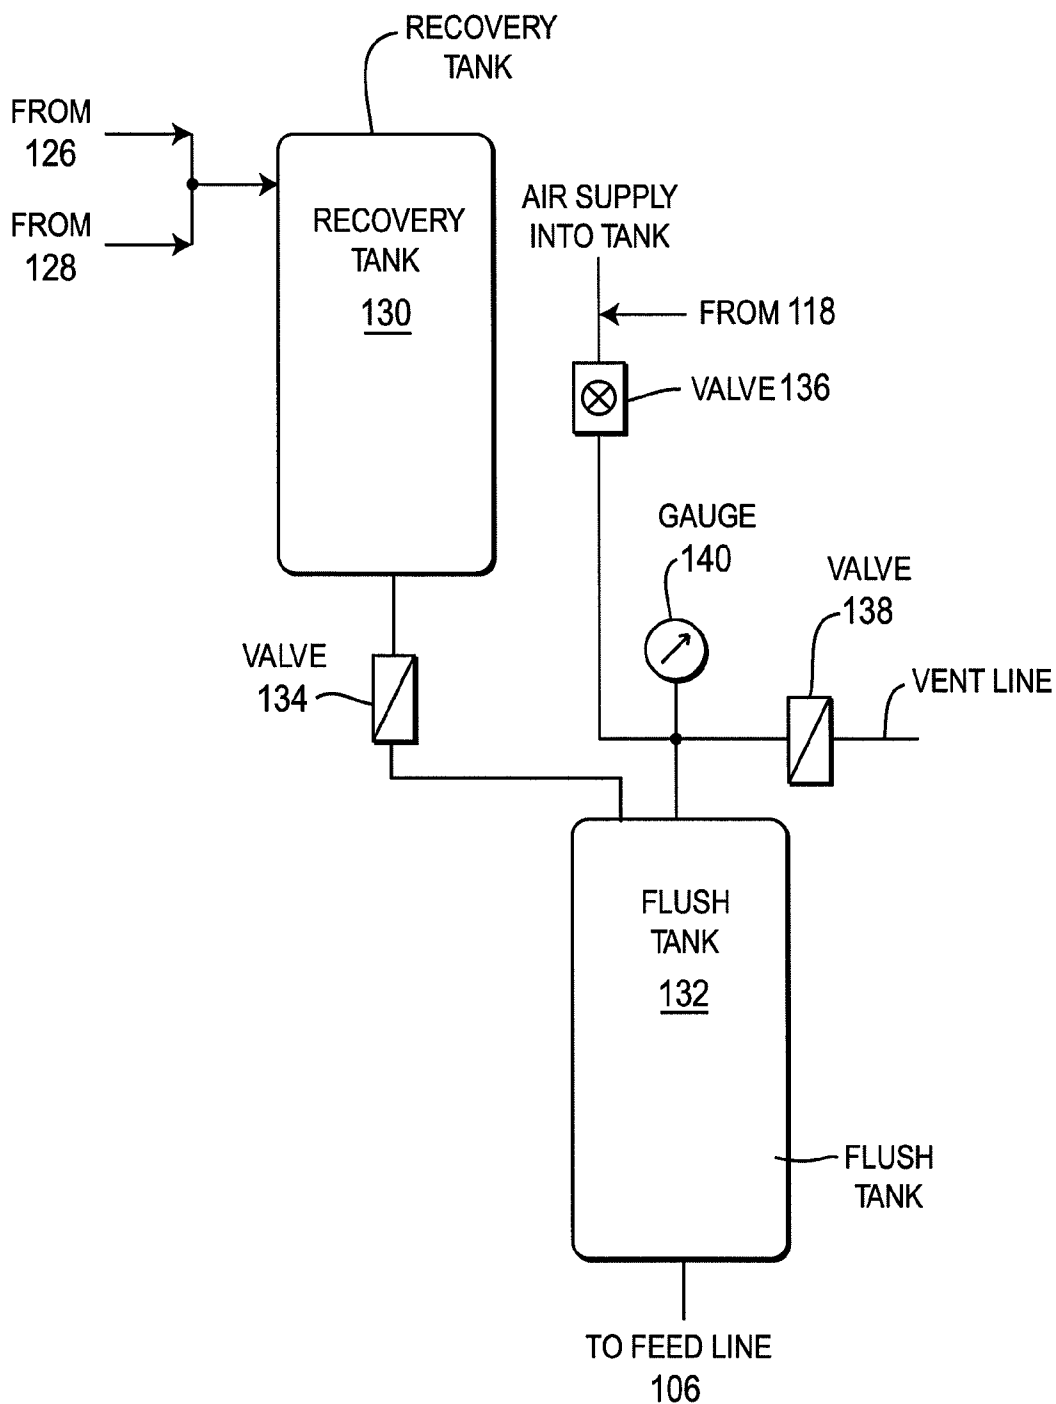 RECOVERY
TANK
FROM
126
FROM
128
RECOVERY
TANK
130
AIR SUPPLY
INTO TANK
FROM 118
VALVE 136
GAUGE
140
VALVE
138
VALVE
134
VENT LINE
FLUSH
TANK
132
FLUSH
TANK
TO FEED LINE
106